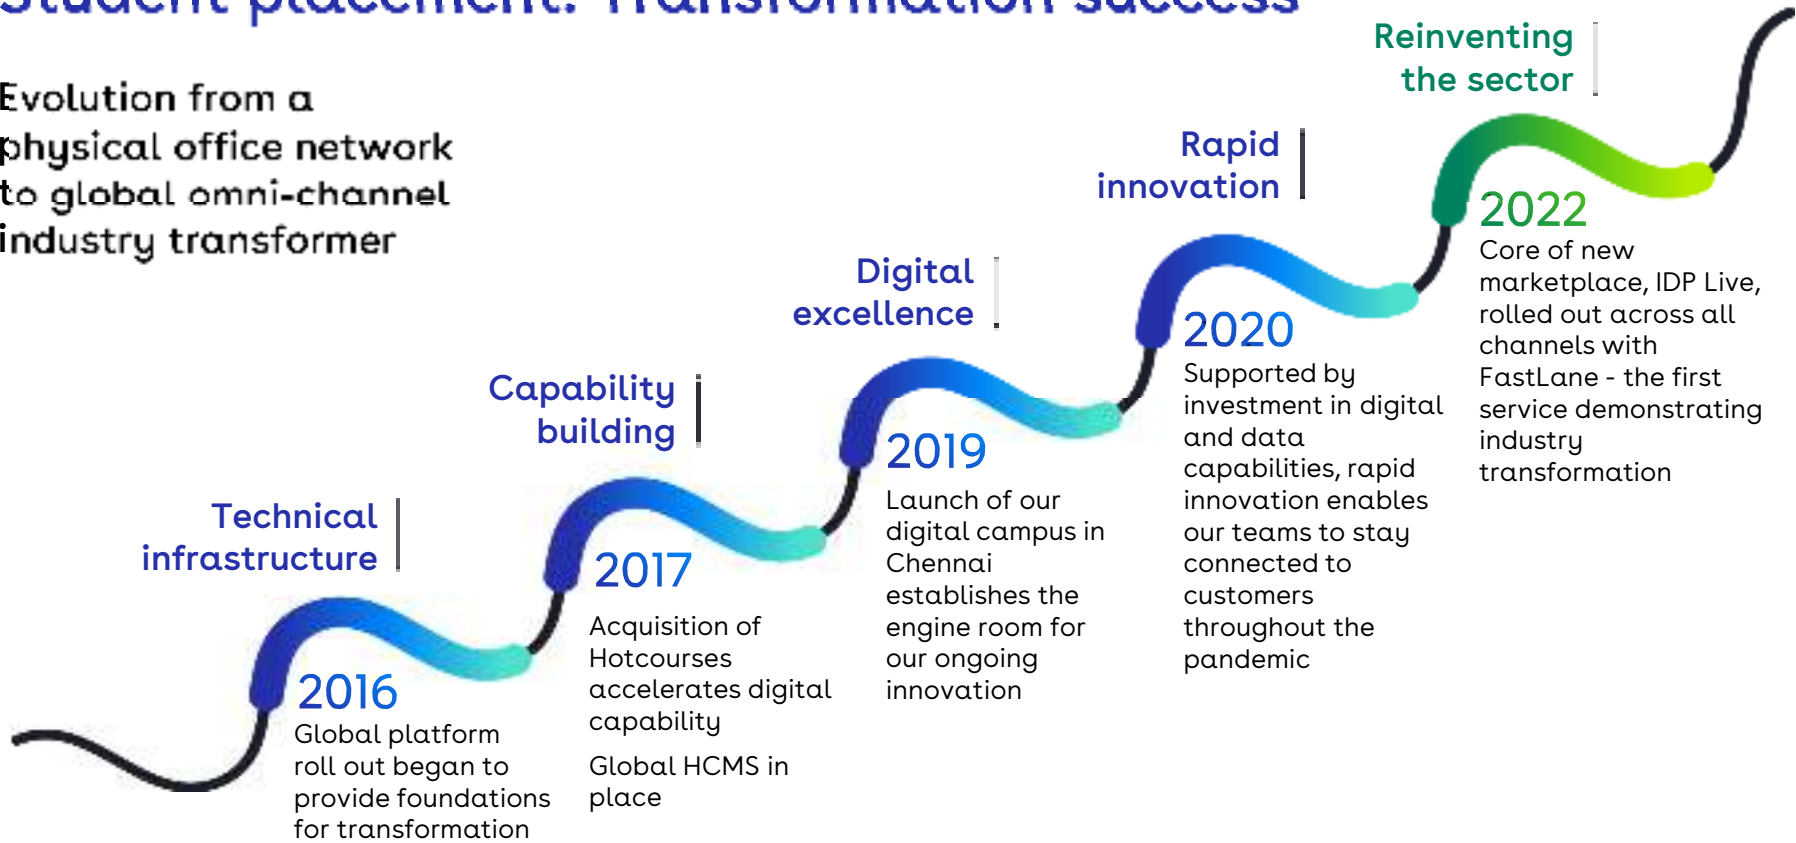 Student placement: Transformation success
Evolution from a
physical office network
to global omni-channel
industry transformer
Technical
infrastructure
2016
Global platform
roll out began to
provide foundations
for transformation
Capability
building
2017
Acquisition of
Hotcourses
accelerates digital
capability
Global HCMS in
place
Digital
excellence
2019
Launch of our
digital campus in
Chennai
establishes the
engine room for
our ongoing
innovation
Rapid
innovation
2020
Supported by
investment in digital
and data
capabilities, rapid
innovation enables
our teams to stay
connected to
customers
throughout the
pandemic
Reinventing
the sector
2022
Core of new
marketplace, IDP Live,
rolled out across all
channels with
FastLane - the first
service demonstrating
industry
transformation